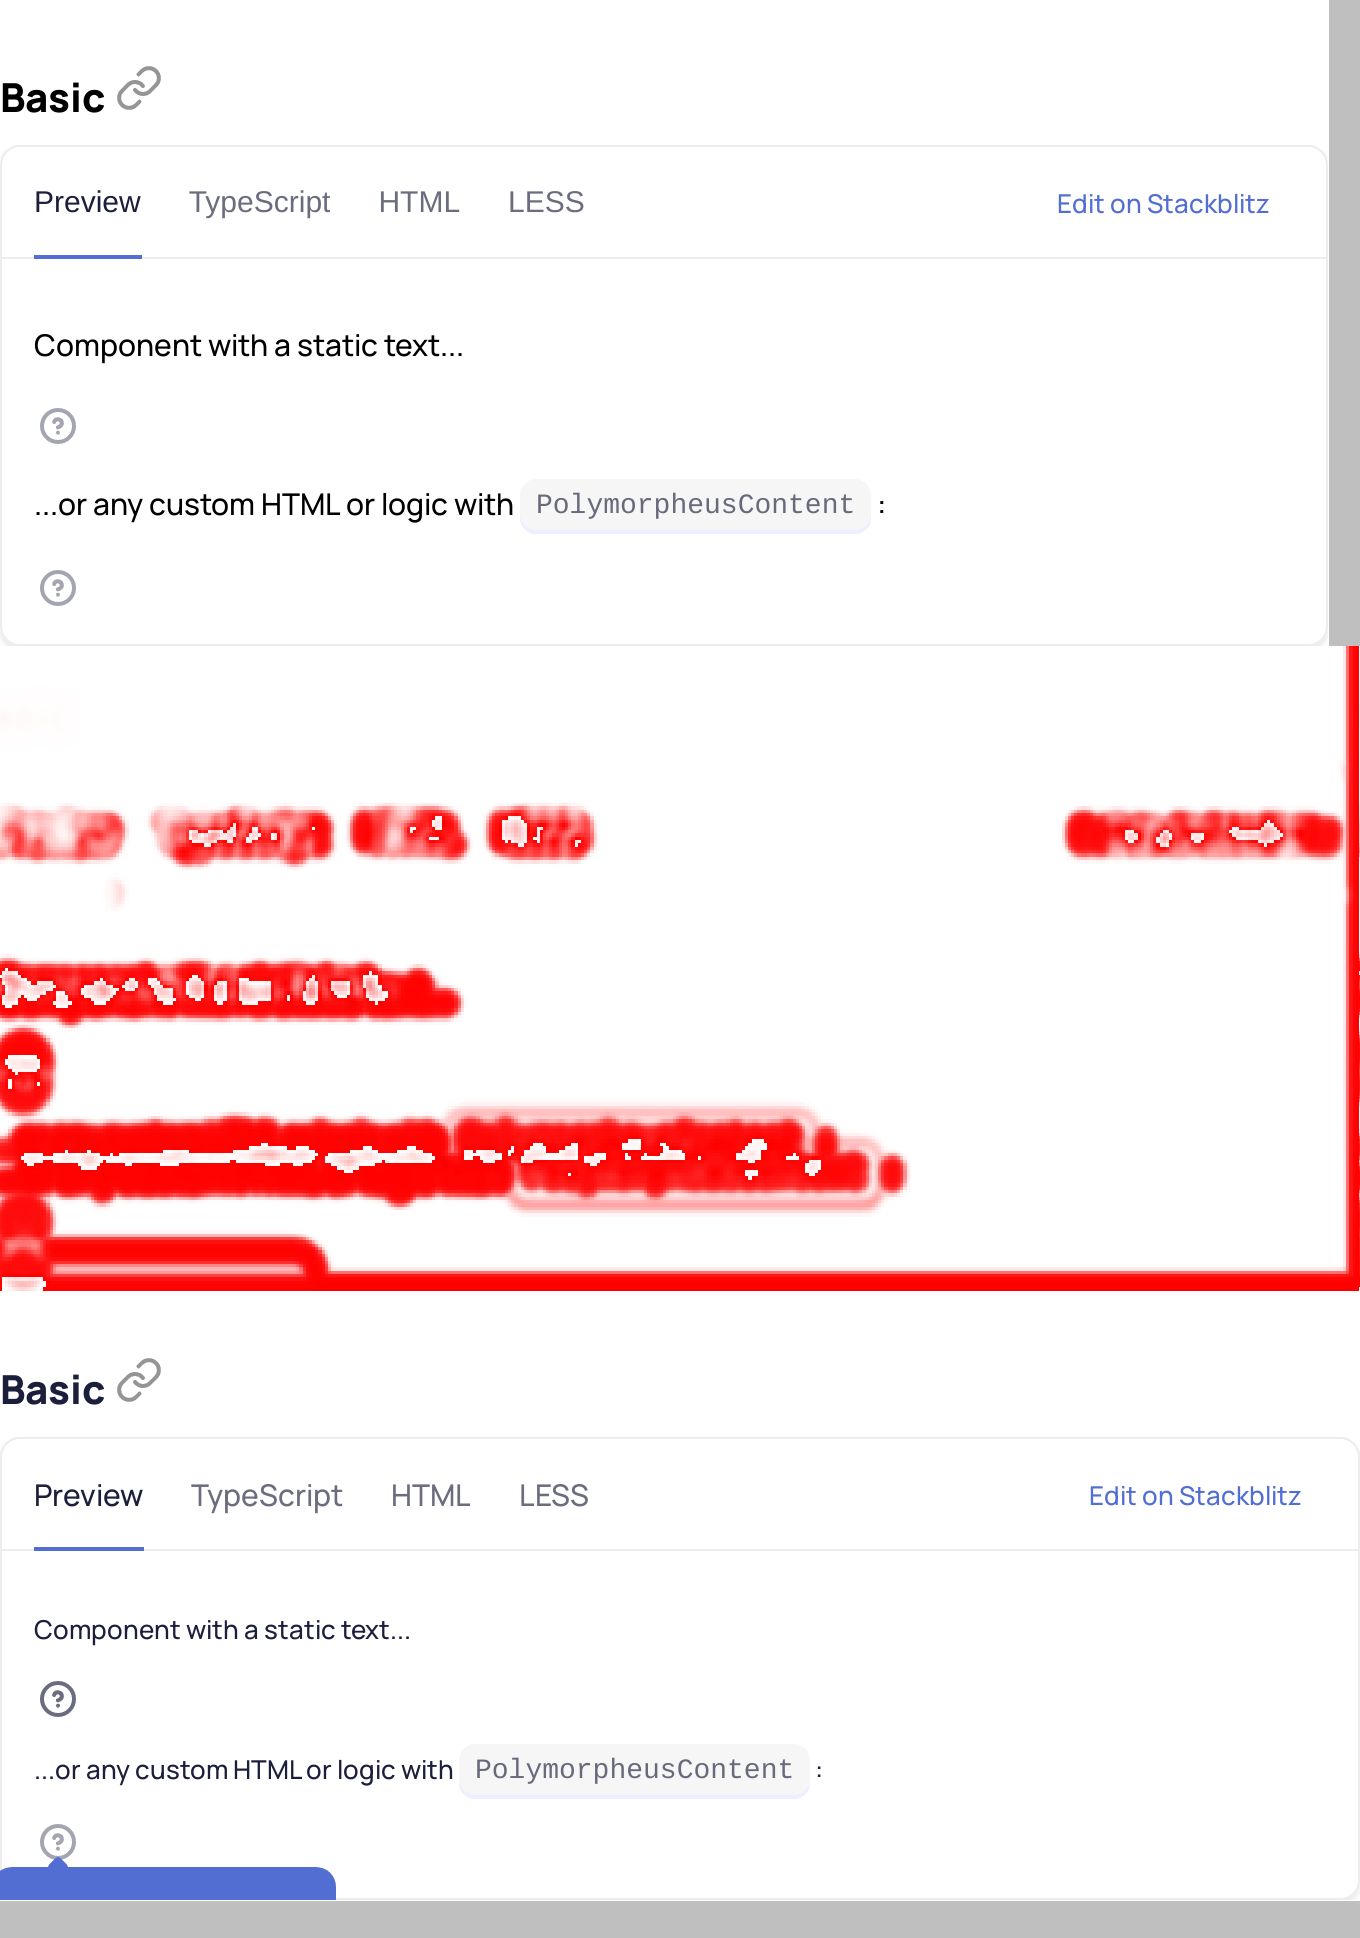 Basic
Preview TypeScript HTML LESS Edit on Stackblitz
Component with a static text...
...or any custom HTML or logic with PolymorpheusContent :
Basic
Preview TypeScript HTML LESS Edit on Stackblitz
Component with a static text...
...or any custom HTML or logic with PolymorpheusContent :